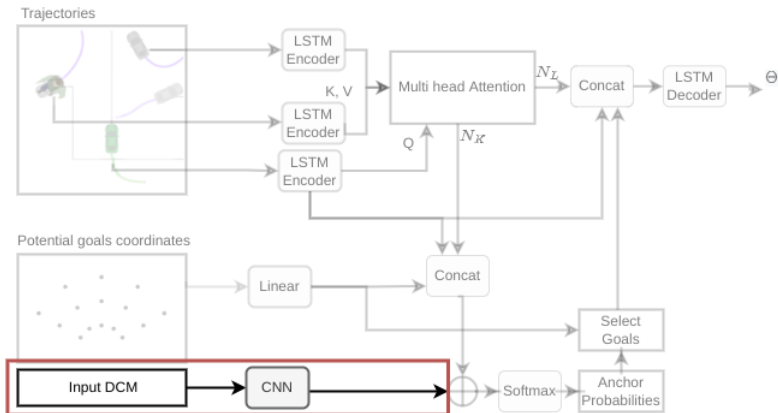 Trajectories
LSTM
Encoder
K, V
LSTM
Encoder
LSTM
Encoder
Q
Multi head Attention
N_L
N_K
Concat
LSTM
Decoder
Θ
Potential goals coordinates
Linear
Concat
Select
Goals
Input DCM
CNN
Softmax
Anchor
Probabilities